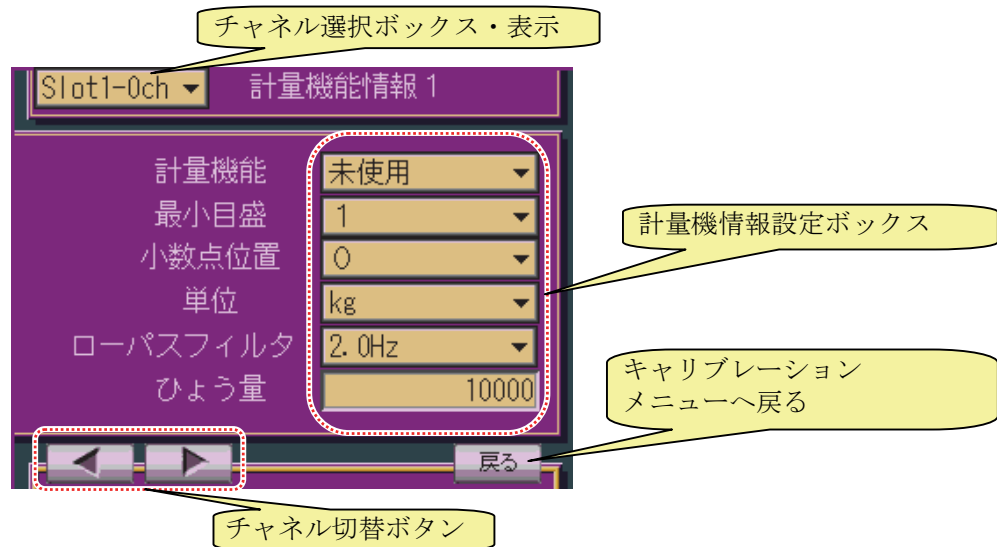 チャネル選択ボックス・表示
Slot1-0ch
計量機能情報 1
計量機能
未使用
最小目盛
1
計量機情報設定ボックス
小数点位置
0
単位
kg
ローパスフィルタ
2.0Hz
キャリブレーション
メニューへ戻る
ひょう量
10000
戻る
チャネル切替ボタン